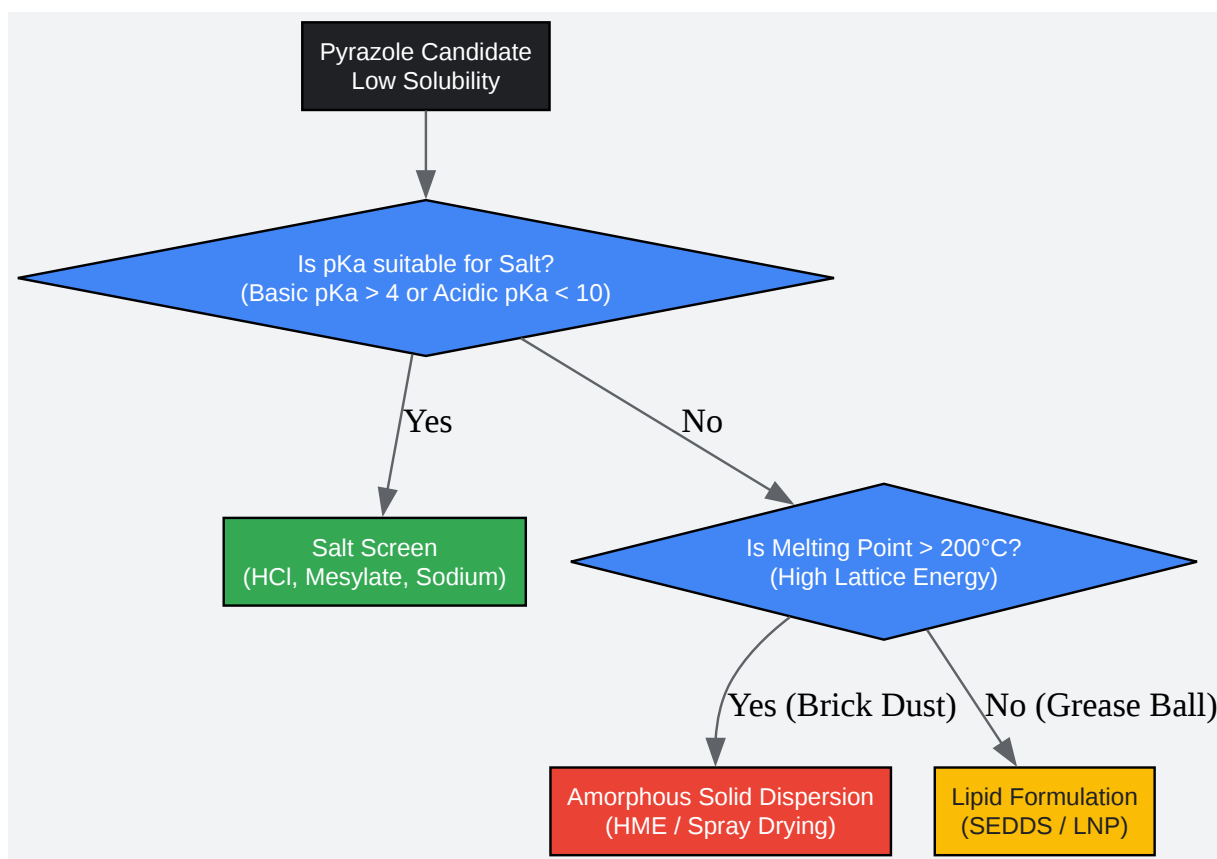 Pyrazole Candidate
Low Solubility
Is pKa suitable for Salt?
(Basic pKa > 4 or Acidic pKa < 10)
Yes
No
Salt Screen
(HCl, Mesylate, Sodium)
Is Melting Point > 200°C?
(High Lattice Energy)
Yes (Brick Dust)
No (Grease Ball)
Amorphous Solid Dispersion
(HME / Spray Drying)
Lipid Formulation
(SEDDS / LNP)